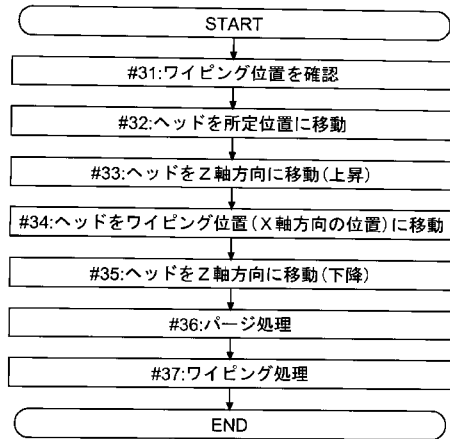 START
#31:ワイピング位置を確認
#32:ヘッドを所定位置に移動
#33:ヘッドをZ軸方向に移動(上昇)
#34:ヘッドをワイピング位置(X軸方向の位置)に移動
#35:ヘッドをZ軸方向に移動(下降)
#36:パージ処理
#37:ワイピング処理
END